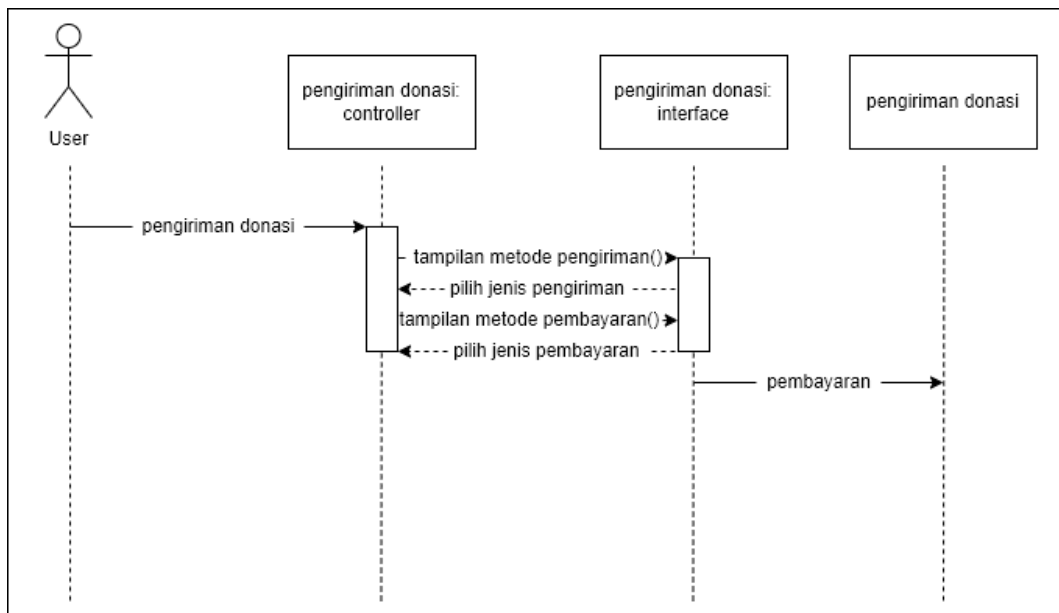 pengiriman donasi:
controller
pengiriman donasi:
interface
pengiriman donasi
User
pengiriman donasi
tampilan metode pengiriman()
pilih jenis pengiriman
tampilan metode pembayaran()
pilih jenis pembayaran
pembayaran